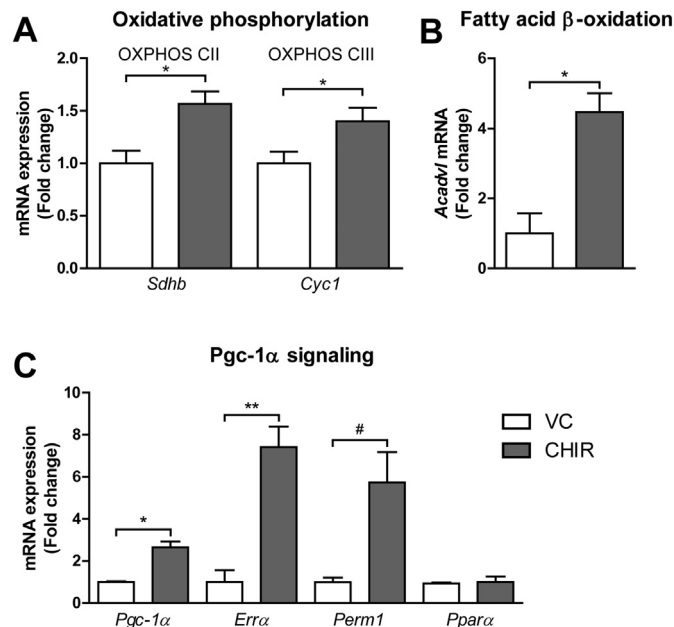 A
Oxidative phosphorylation
OXPHOS CII
OXPHOS CIII
*
*
mRNA expression
(Fold change)
2.0
1.5
1.0
0.5
0.0
Sdhb
Cyc1
B
Fatty acid β-oxidation
*
Acadvl mRNA
(Fold change)
6
4
2
0
C
Pgc-1α signaling
mRNA expression
(Fold change)
10
8
6
4
2
0
*
**
#
Pgc-1α
Errα
Perm1
Pparα
VC
CHIR